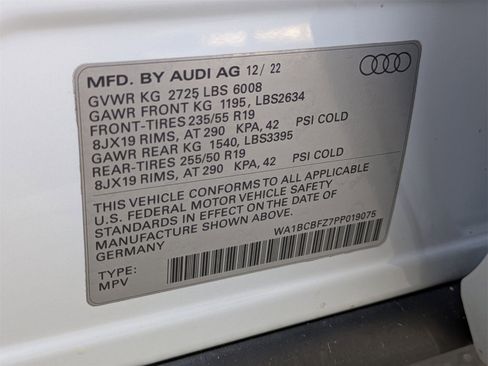 MFD. BY AUDI AG 12/ 22
GVWR KG 2725 LBS 6008
GAWR FRONT KG 1195, LBS2634
FRONT-TIRES 235/55 R19
8JX19 RIMS, AT 290 KPA, 42 PSI COLD
GAWR REAR KG 1540, LBS3395
REAR-TIRES 255/50 R19
8JX19 RIMS, AT 290 KPA, 42 PSI COLD
THIS VEHICLE CONFORMS TO ALL APPLICABLE
U.S. FEDERAL MOTOR VEHICLE SAFETY
STANDARDS IN EFFECT ON THE DATE OF
MANUFACTURE SHOWN ABOVE.
GERMANY
WA1BCBFZ7PP019075
TYPE:
MPV